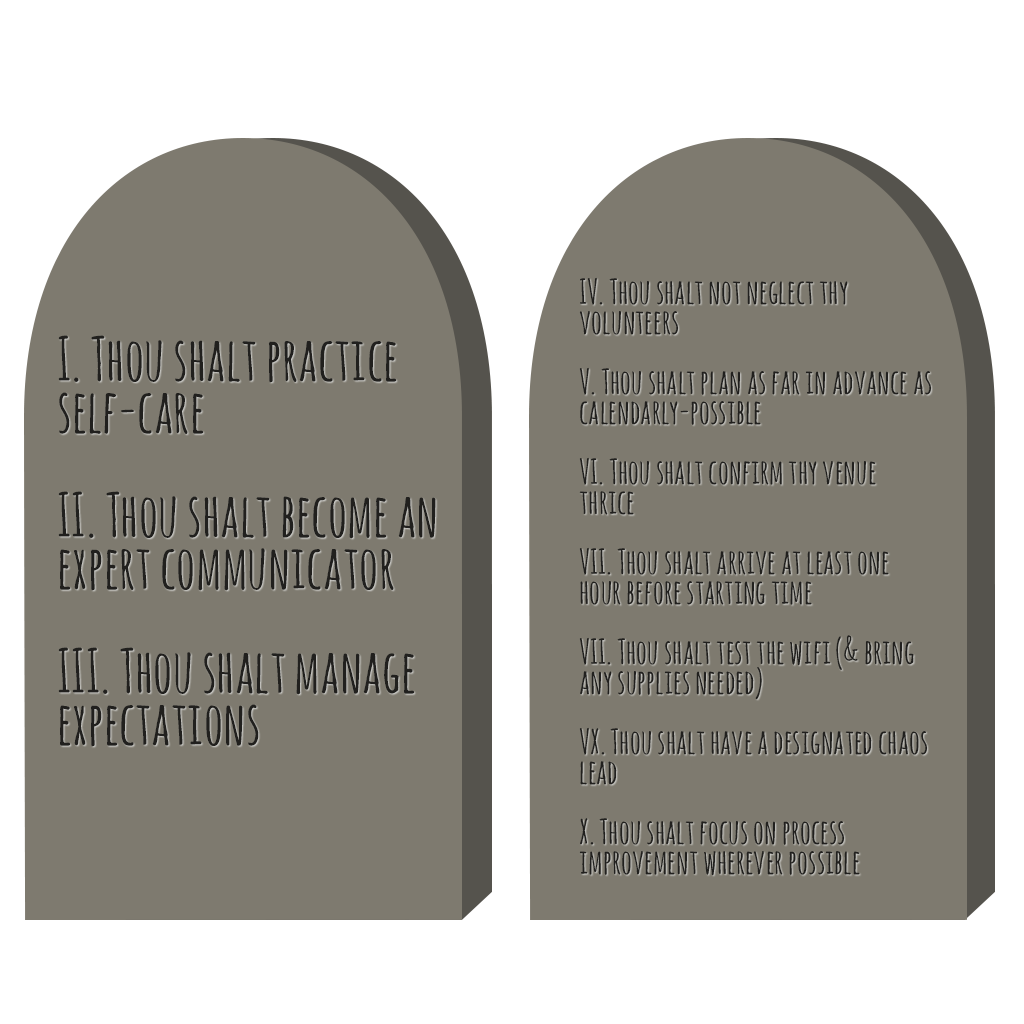 I. Thou shalt practice
self-care
II. Thou shalt become an
expert communicator
III. Thou shalt manage
expectations
IV. Thou shalt not neglect thy
volunteers
V. Thou shalt plan as far in advance as
calendarly-possible
VI. Thou shalt confirm thy venue
thrice
VII. Thou shalt arrive at least one
hour before starting time
VII. Thou shalt test the wifi (& bring
any supplies needed)
VX. Thou shalt have a designated chaos
lead
X. Thou shalt focus on process
improvement wherever possible